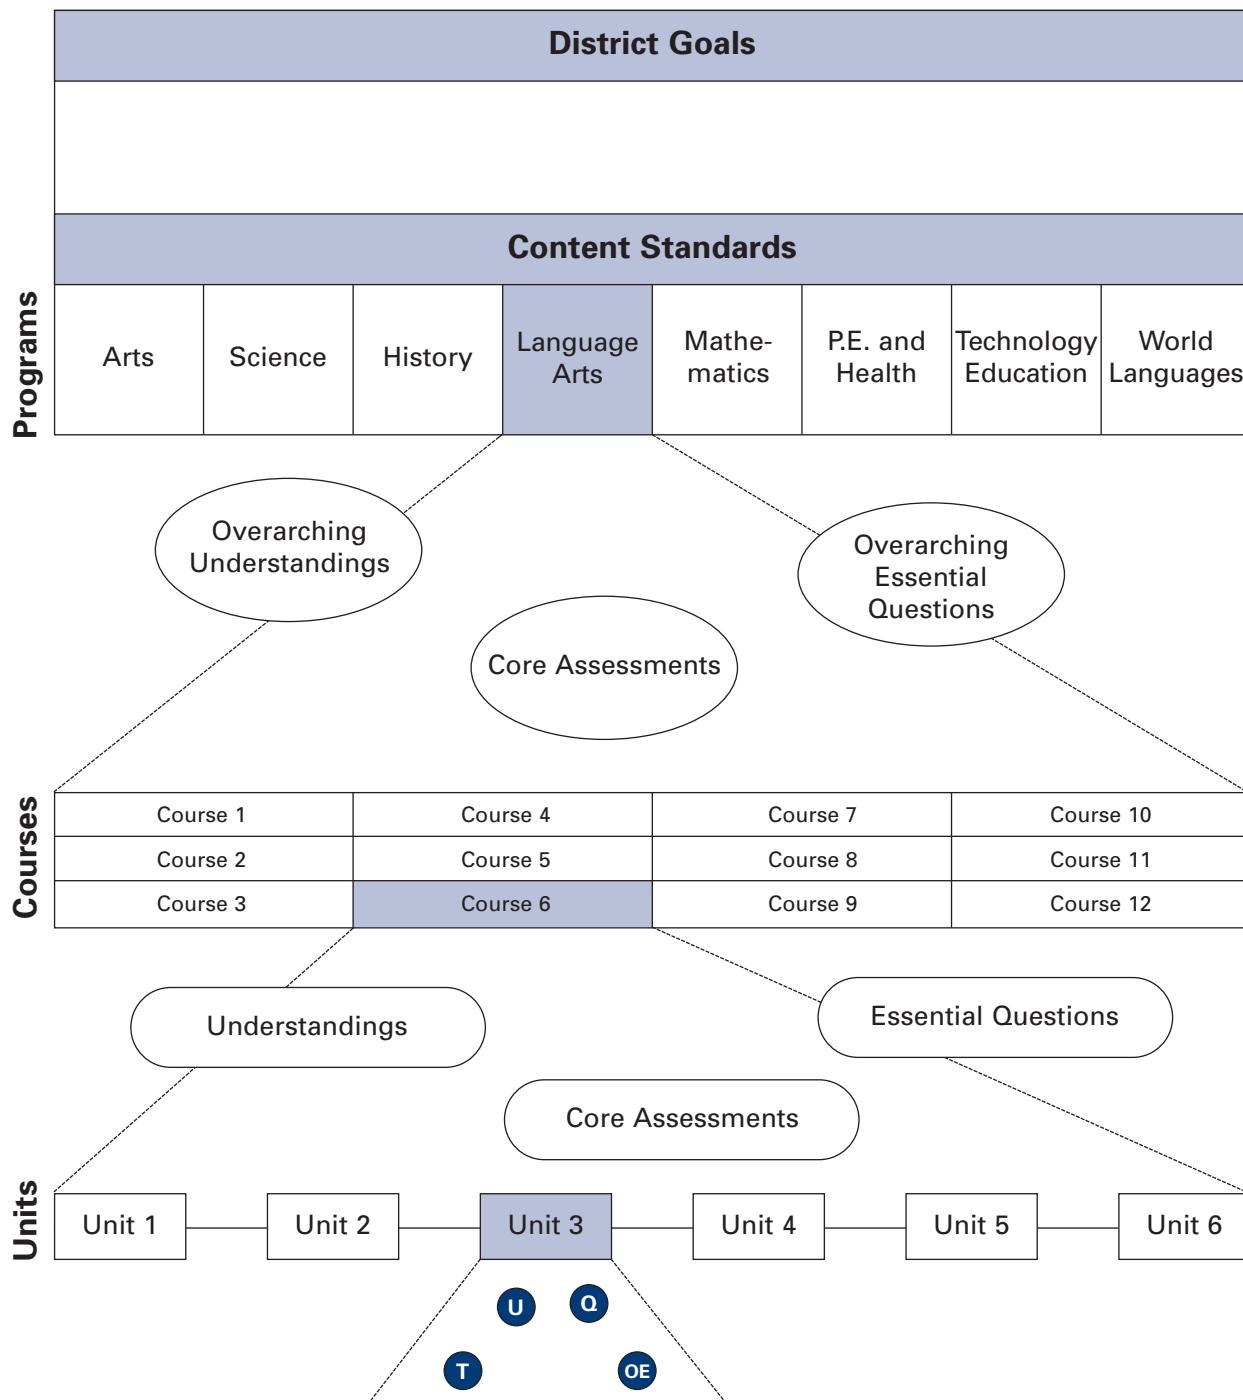 District Goals
Content Standards
Programs
Arts
Science
History
Language
Arts
Mathe-
matics
P.E. and
Health
Technology
Education
World
Languages
Overarching
Understandings
Overarching
Essential
Questions
Core Assessments
Courses
Course 1
Course 4
Course 7
Course 10
Course 2
Course 5
Course 8
Course 11
Course 3
Course 6
Course 9
Course 12
Understandings
Essential Questions
Core Assessments
Units
Unit 1
Unit 2
Unit 3
Unit 4
Unit 5
Unit 6
U
Q
T
OE